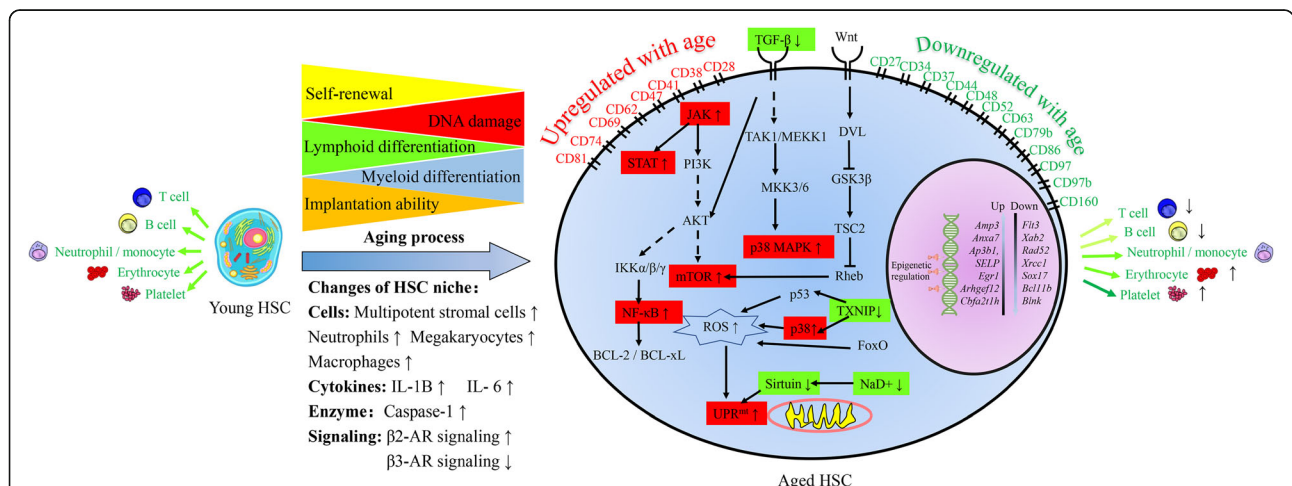 Self-renewal
DNA damage
Lymphoid differentiation
Myeloid differentiation
Implantation ability
Aging process
T cell
B cell
Neutrophil / monocyte
Erythrocyte
Platelet
Young HSC
Changes of HSC niche:
Cells: Multipotent stromal cells ↑
Neutrophils ↑ Megakaryocytes ↑
Macrophages ↑
Cytokines: IL-1B ↑ IL- 6 ↑
Enzyme: Caspase-1 ↑
Signaling: β2-AR signaling ↑
β3-AR signaling ↓
Upregulated with age
CD28
CD38
CD41
CD47
CD62
CD69
CD74
CD81
TGF-β ↓
Wnt
Downregulated with age
CD27
CD34
CD37
CD44
CD48
CD52
CD63
CD79b
CD86
CD97
CD97b
CD160
JAK ↑
STAT ↑
PI3K
AKT
IKKα/β/γ
mTOR ↑
NF-κB ↑
BCL-2 / BCL-xL
TAK1/MEKK1
MKK3/6
p38 MAPK ↑
DVL
GSK3β
TSC2
Rheb
p53
TXNIP↓
ROS ↑
p38↑
FoxO
Sirtuin ↓
NaD+ ↓
UPRmt ↑
Epigenetic
regulation
Up Down
Amp3 Flt3
Anxa7 Xab2
Ap3b1, Rad52
SELP Xrcc1
Egr1 Sox17
Arhgef12 Bcl11b
Cbfa2t1h Bink
Aged HSC
T cell ↓
B cell ↓
Neutrophil / monocyte
Erythrocyte ↑
Platelet ↑